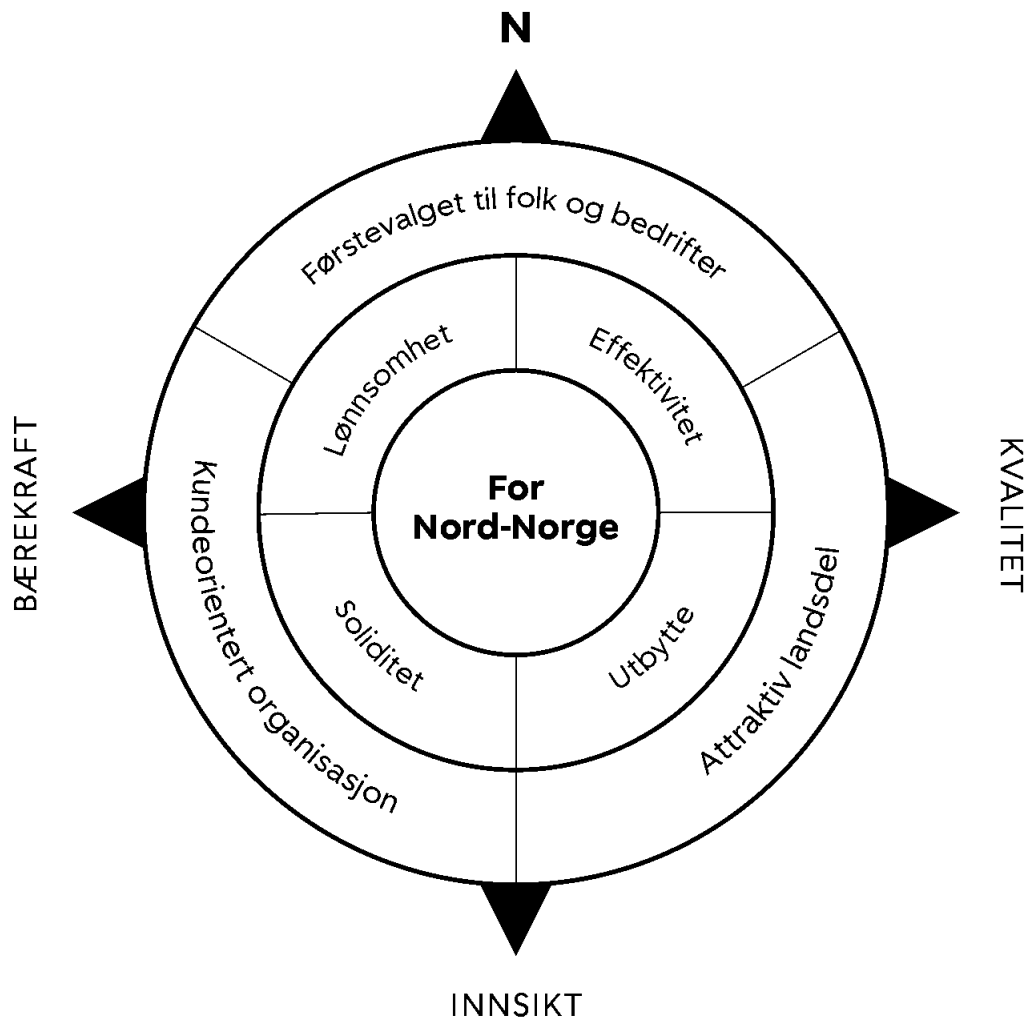 N
Førstevalget til folk og bedrifter
Lønnsomhet
Effektivitet
BÆREKRAFT
KVALITET
For
Nord-Norge
Kundeorientert organisasjon
Attraktiv landsdel
Soliditet
Utbytte
INNSIKT